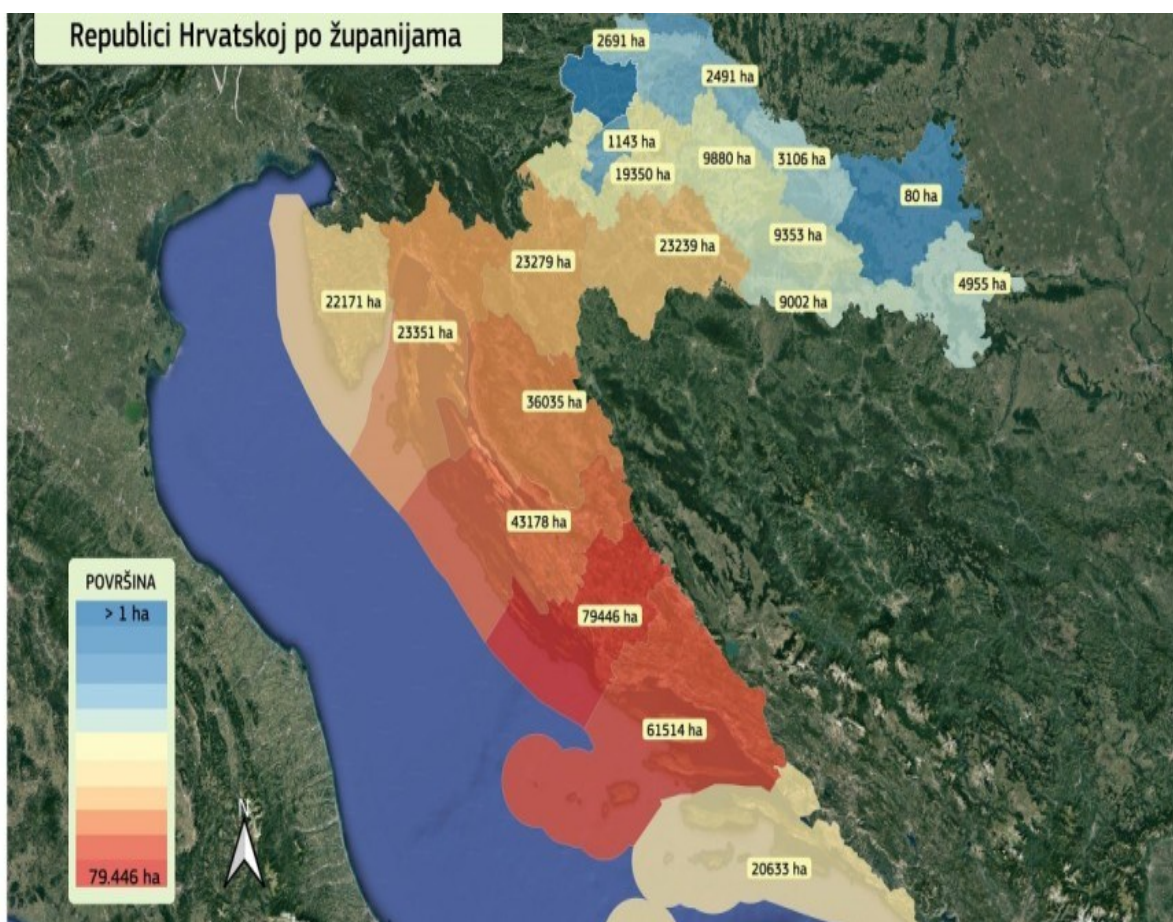 Republici Hrvatskoj po županijama
2691 ha
2491 ha
1143 ha
9880 ha
3106 ha
19350 ha
80 ha
9353 ha
23239 ha
23279 ha
4955 ha
22171 ha
9002 ha
23351 ha
36035 ha
43178 ha
79446 ha
61514 ha
20633 ha
POVRŠINA
> 1 ha
79.446 ha
N